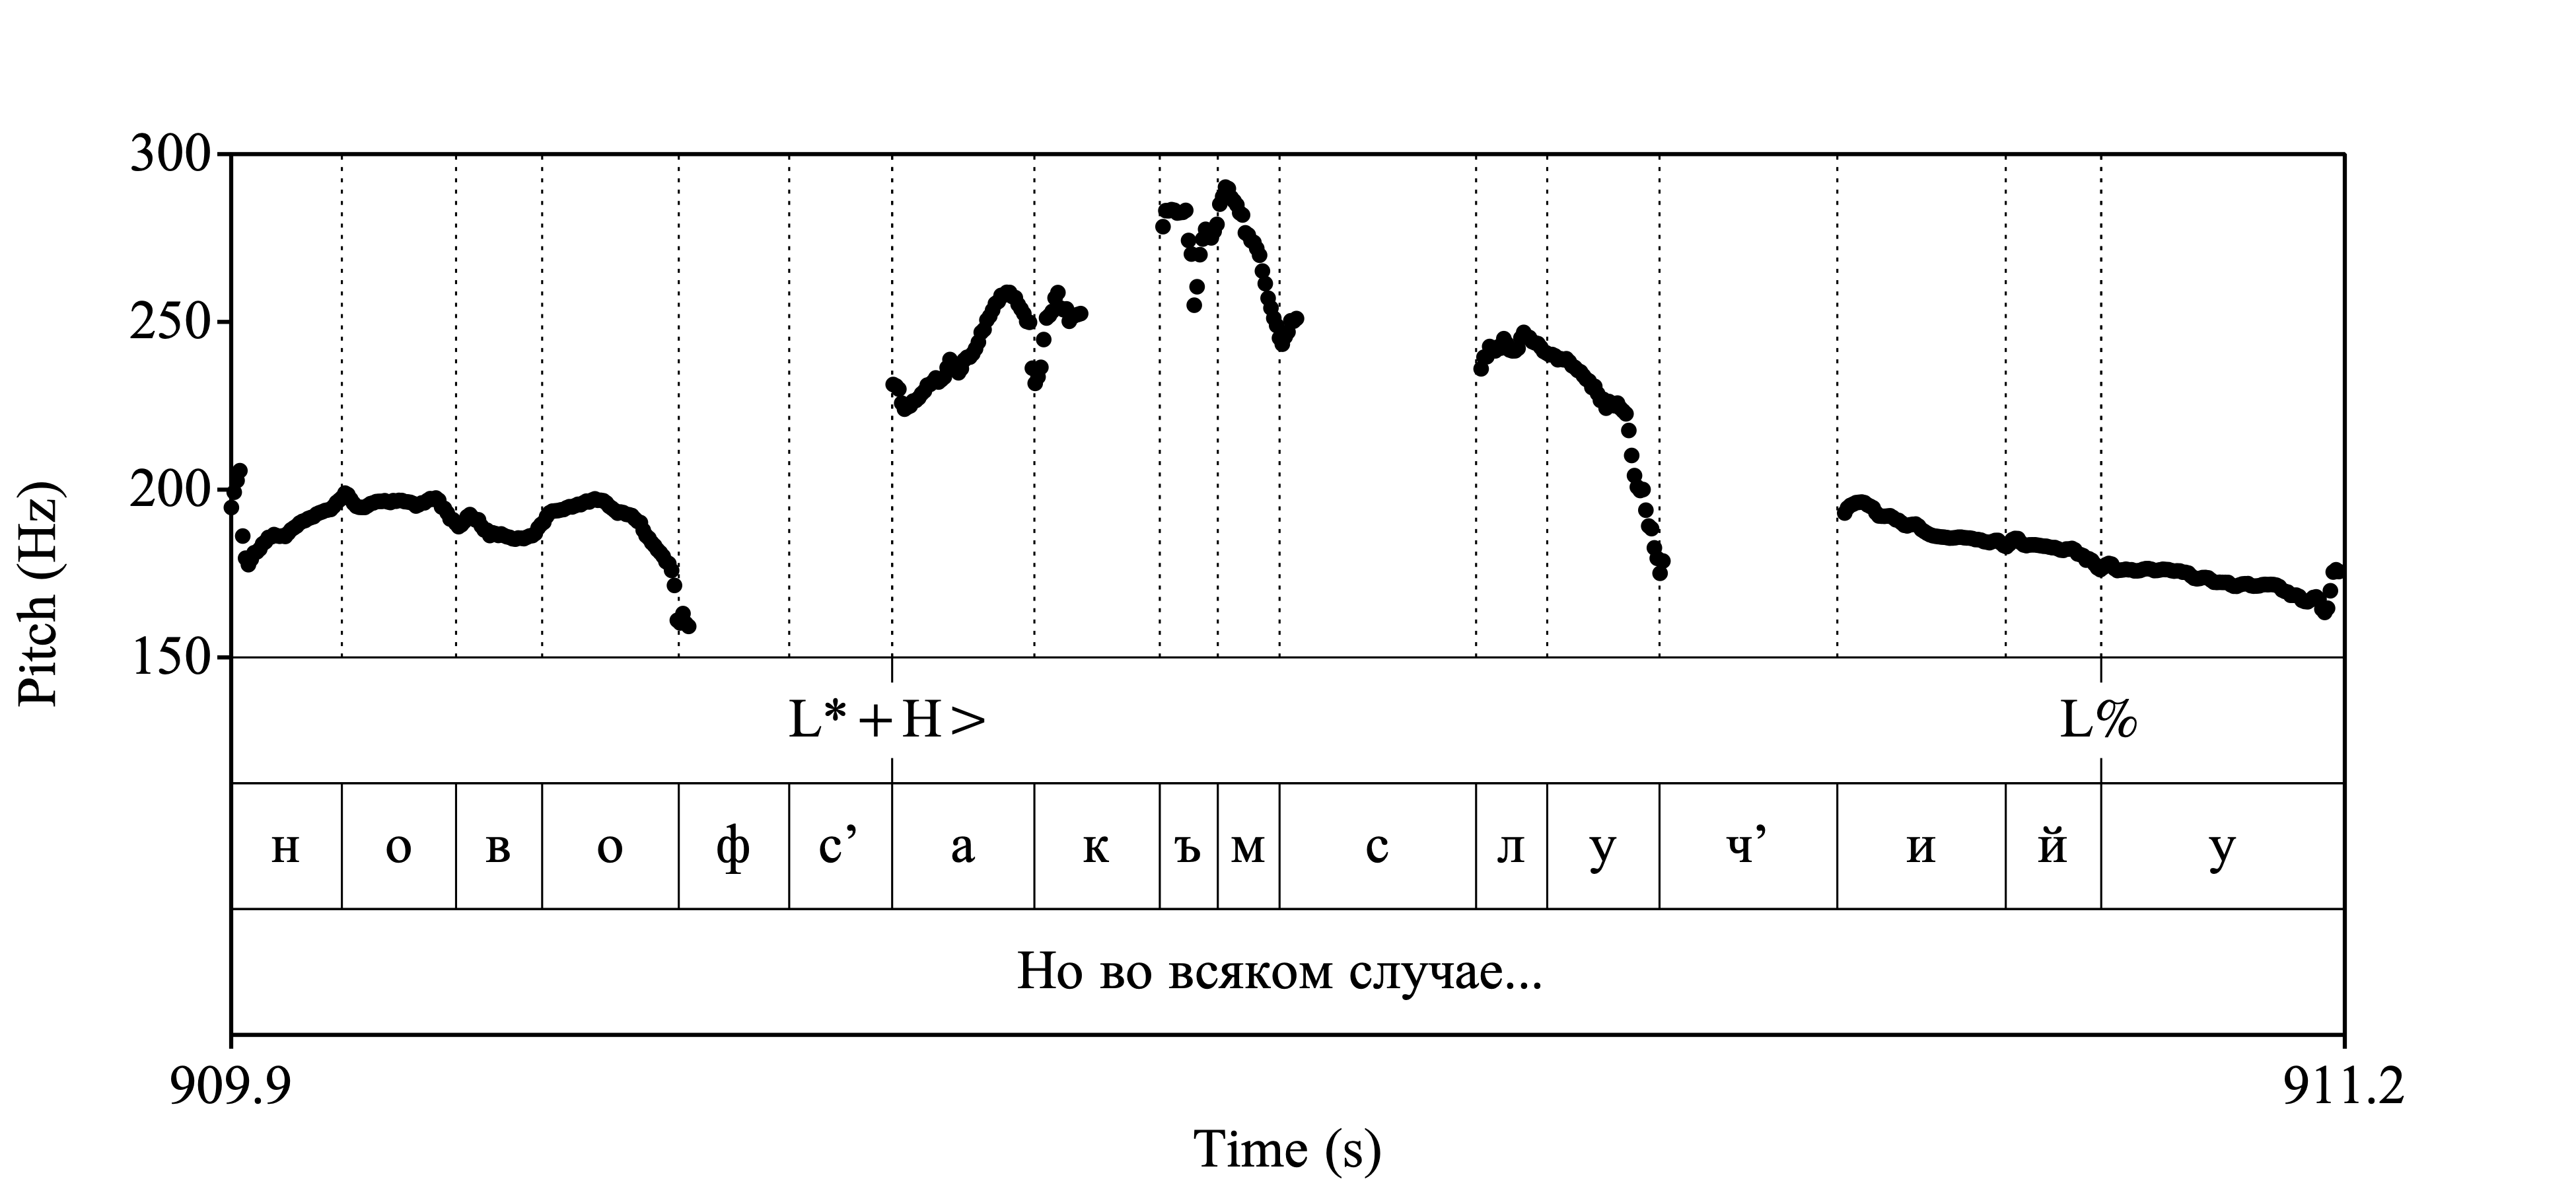 300
250
200
150
Pitch (Hz)
L*+H> L%
н о в о ф с’ а к ъ м с л у ч’ и й у
Но во всяком случае...
909.9 911.2
Time (s)